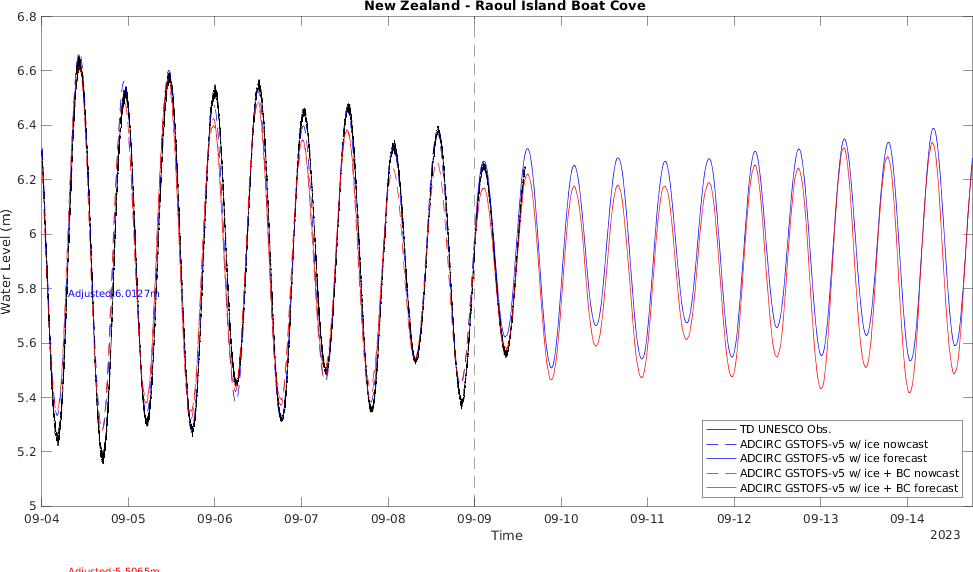 New Zealand - Raoul Island Boat Cove
6.8
6.6
6.4
6.2
6
5.8
5.6
5.4
5.2
5
Water Level (m)
Adjusted:6.0127m
TD UNESCO Obs.
ADCIRC GSTOFS-v5 w/ ice nowcast
ADCIRC GSTOFS-v5 w/ ice forecast
ADCIRC GSTOFS-v5 w/ ice + BC nowcast
ADCIRC GSTOFS-v5 w/ ice + BC forecast
09-04 09-05 09-06 09-07 09-08 09-09 09-10 09-11 09-12 09-13 09-14
Time
2023
Adjusted:5.5065m